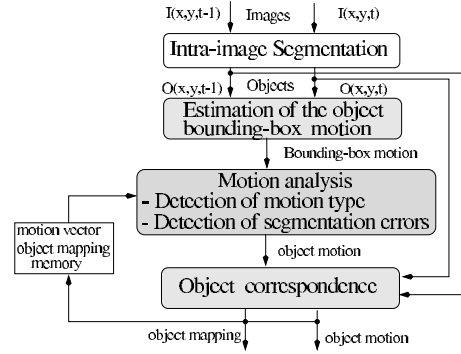 I(x,y,t-1) Images I(x,y,t)
Intra-image Segmentation
O(x,y,t-1) Objects O(x,y,t)
Estimation of the object
bounding-box motion
Bounding-box motion
Motion analysis
- Detection of motion type
- Detection of segmentation errors
motion vector
object mapping
memory
object motion
Object correspondence
object mapping
object motion